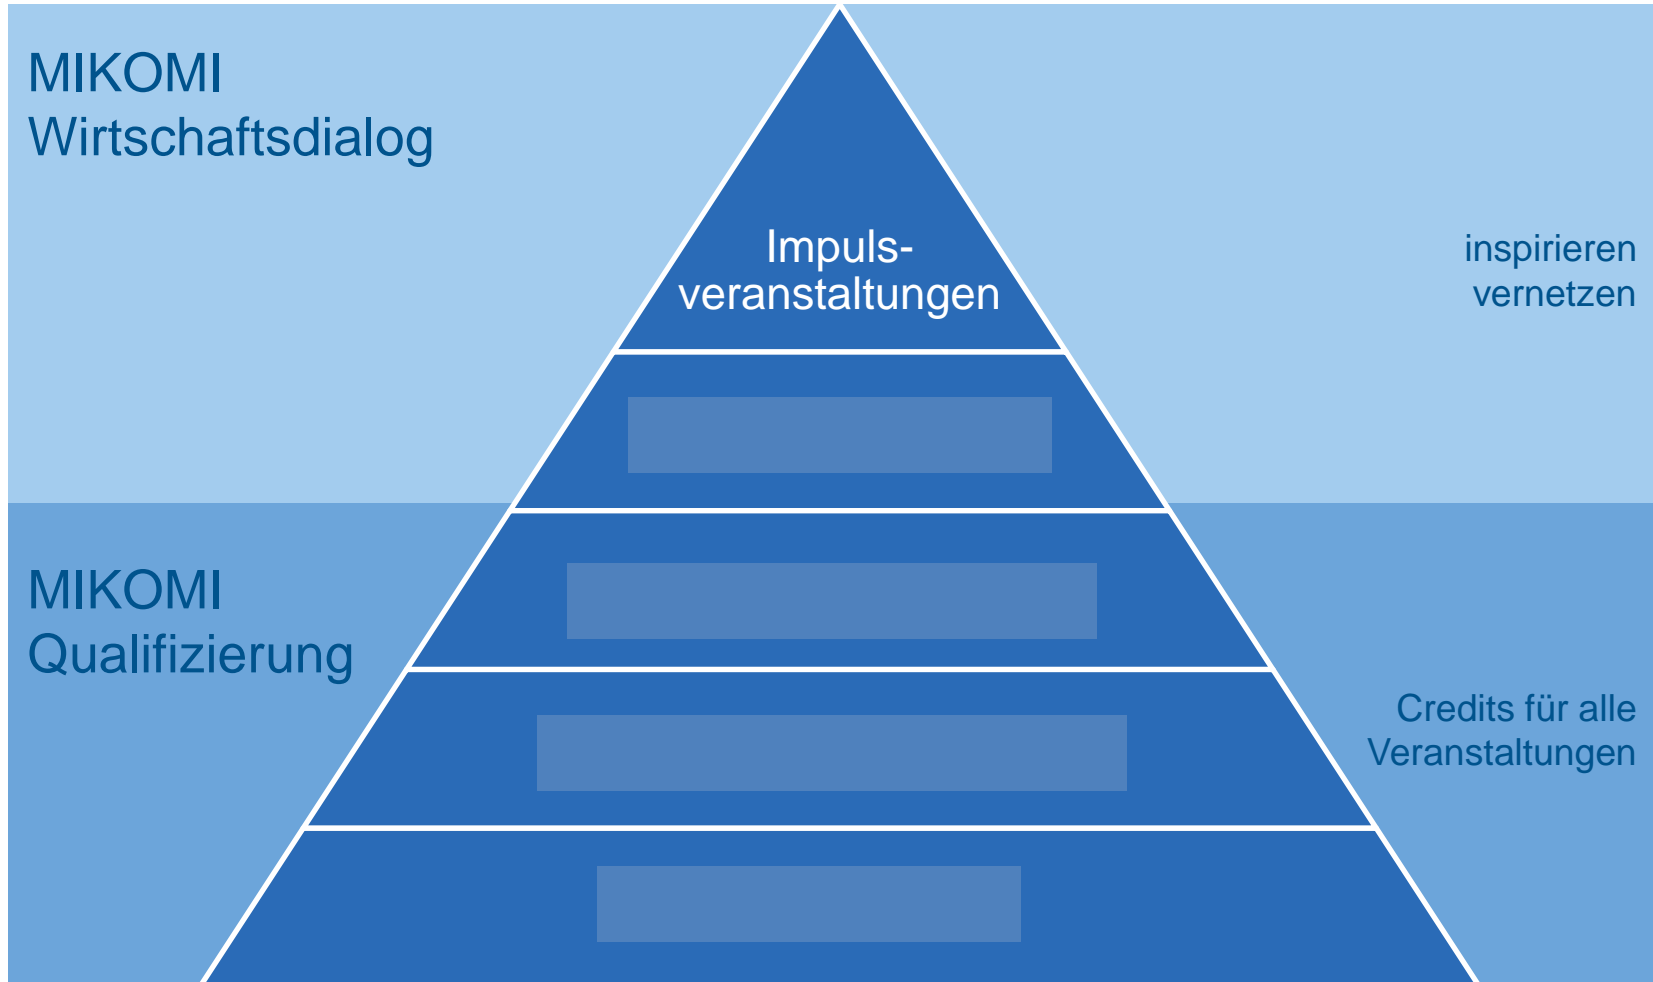 MIKOMI
Wirtschaftsdialog
Impuls-
veranstaltungen
inspirieren
vernetzen
MIKOMI
Qualifizierung
Credits für alle
Veranstaltungen